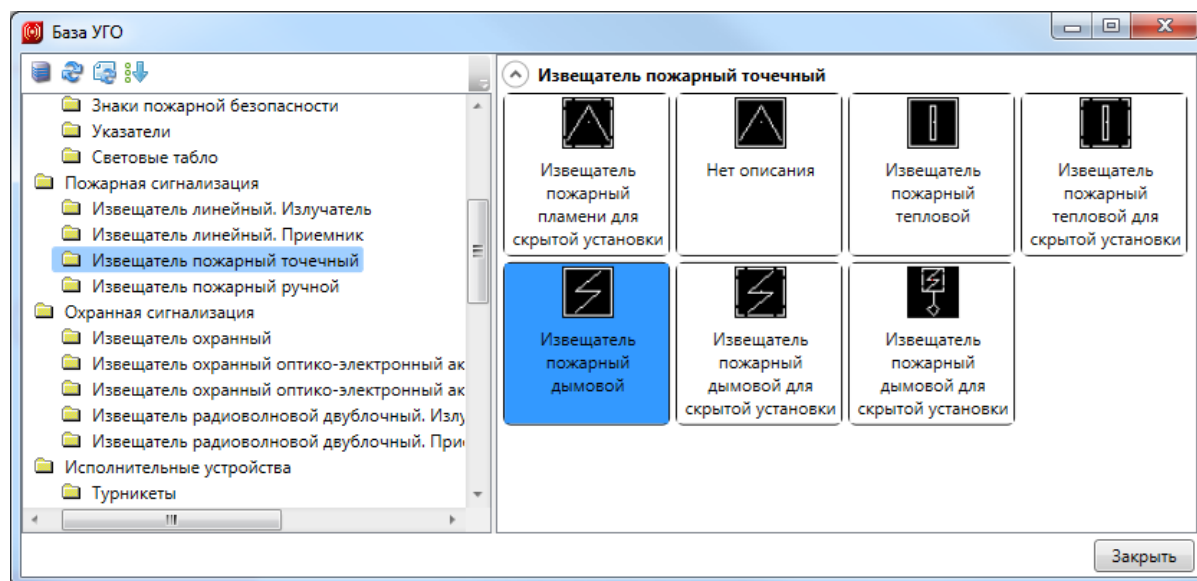 База УГО
Знаки пожарной безопасности
Указатели
Световые табло
Пожарная сигнализация
Извещатель линейный. Излучатель
Извещатель линейный. Приемник
Извещатель пожарный точечный
Извещатель пожарный ручной
Охранная сигнализация
Извещатель охранный
Извещатель охранный оптико-электронный ак
Извещатель охранный оптико-электронный ак
Извещатель радиоволновой двублочный. Излу
Извещатель радиоволновой двублочный. При
Исполнительные устройства
Турникеты
Извещатель пожарный точечный
Извещатель
пожарный
пламени для
скрытой установки
Нет описания
Извещатель
пожарный
тепловой
Извещатель
пожарный
тепловой для
скрытой установки
Извещатель
пожарный
дымовой
Извещатель
пожарный
дымовой для
скрытой установки
Извещатель
пожарный
дымовой для
скрытой установки
Закрыть